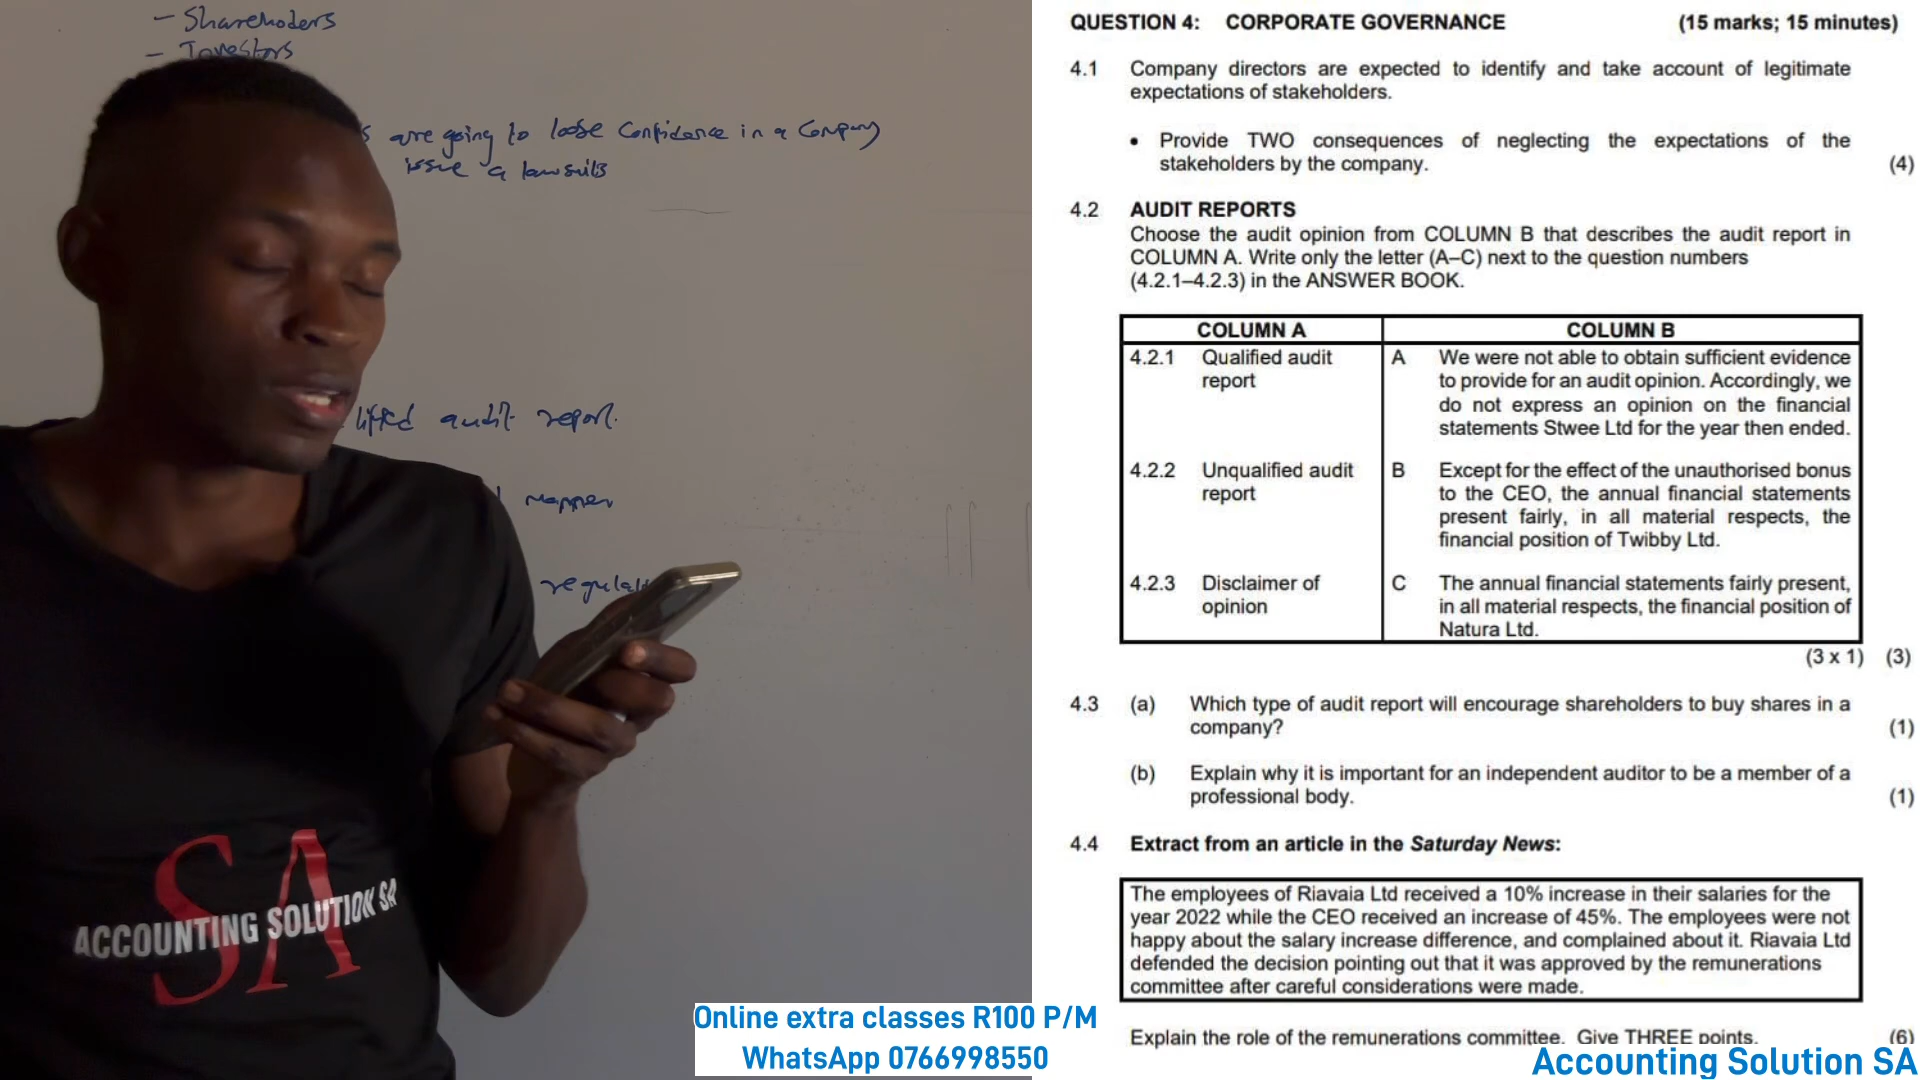 - Shareholders
- Investors
are going to loose Confidence in a Company
issue a lawsuits
lified audit report.
manner
ACCOUNTING SOLUTION SA
SA
QUESTION 4: CORPORATE GOVERNANCE (15 marks; 15 minutes)
4.1 Company directors are expected to identify and take account of legitimate
expectations of stakeholders.
• Provide TWO consequences of neglecting the expectations of the
stakeholders by the company. (4)
4.2 AUDIT REPORTS
Choose the audit opinion from COLUMN B that describes the audit report in
COLUMN A. Write only the letter (A–C) next to the question numbers
(4.2.1–4.2.3) in the ANSWER BOOK.
COLUMN A COLUMN B
4.2.1 Qualified audit
report
A We were not able to obtain sufficient evidence
to provide for an audit opinion. Accordingly, we
do not express an opinion on the financial
statements Stwee Ltd for the year then ended.
4.2.2 Unqualified audit
report
B Except for the effect of the unauthorised bonus
to the CEO, the annual financial statements
present fairly, in all material respects, the
financial position of Twibby Ltd.
4.2.3 Disclaimer of
opinion
C The annual financial statements fairly present,
in all material respects, the financial position of
Natura Ltd.
(3 x 1) (3)
4.3 (a) Which type of audit report will encourage shareholders to buy shares in a
company? (1)
(b) Explain why it is important for an independent auditor to be a member of a
professional body. (1)
4.4 Extract from an article in the Saturday News:
The employees of Riavaia Ltd received a 10% increase in their salaries for the
year 2022 while the CEO received an increase of 45%. The employees were not
happy about the salary increase difference, and complained about it. Riavaia Ltd
defended the decision pointing out that it was approved by the remunerations
committee after careful considerations were made.
Explain the role of the remunerations committee. Give THREE points. (6)
Online extra classes R100 P/M
WhatsApp 0766998550
Accounting Solution SA